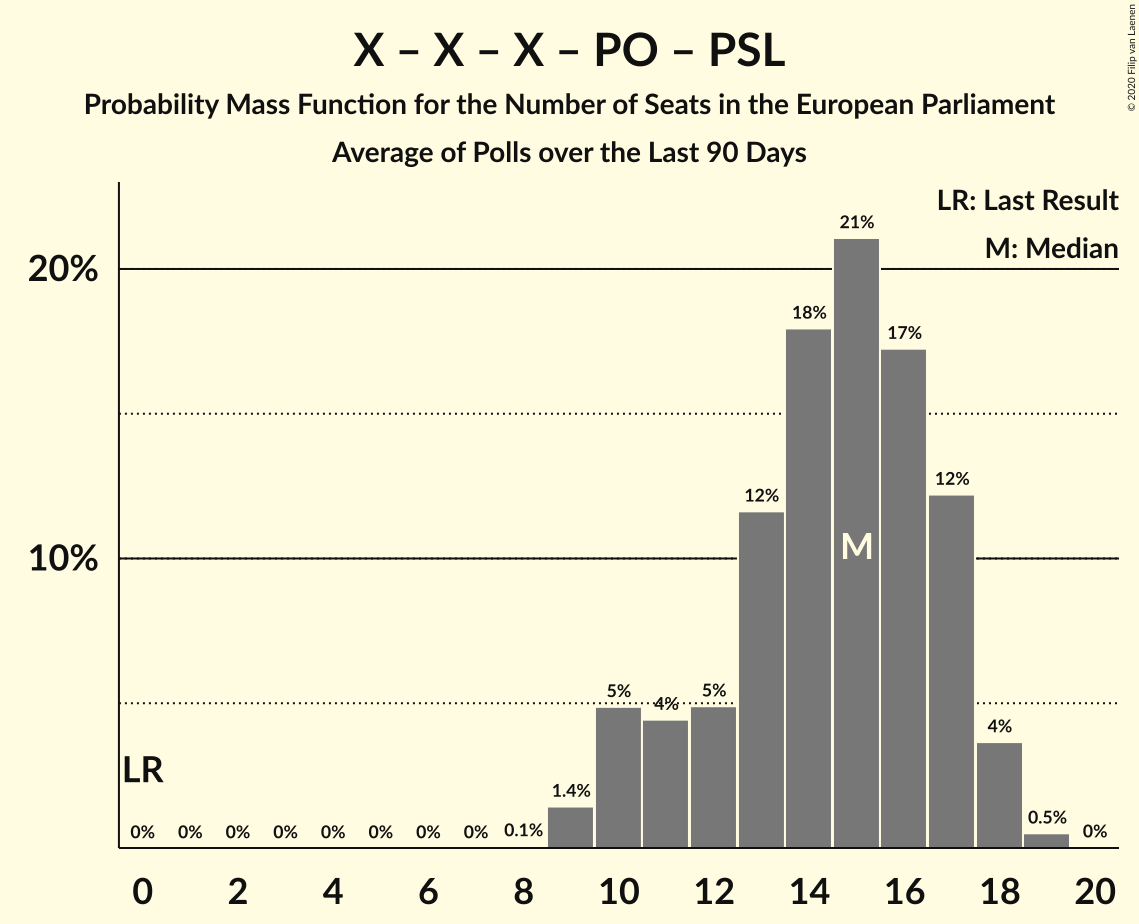 X – X – X – PO – PSL
Probability Mass Function for the Number of Seats in the European Parliament
Average of Polls over the Last 90 Days
© 2020 Filip van Laenen
LR: Last Result
M: Median
20%
10%
21%
18%
17%
12%
12%
5%
4%
5%
4%
1.4%
0.5%
0.1%
0%
0%
0%
0%
0%
0%
0%
0%
0%
M
LR
0 2 4 6 8 10 12 14 16 18 20